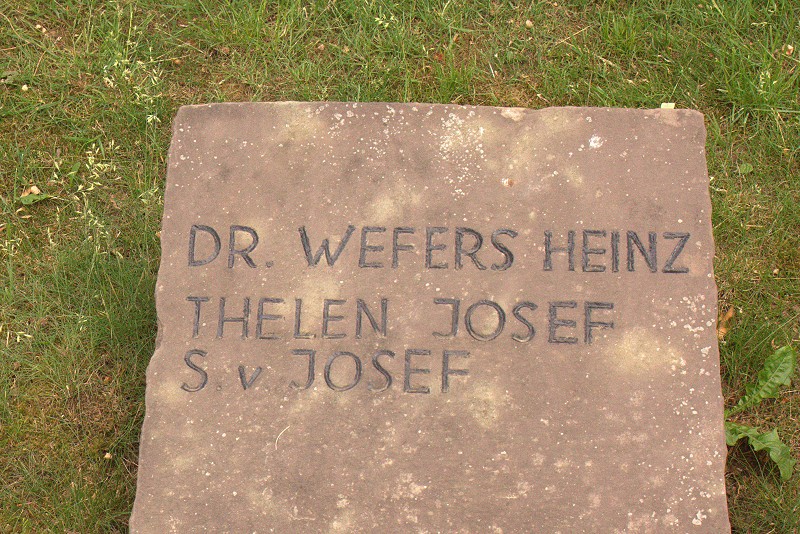 DR. WEFERS HEINZ
THELEN JOSEF
S. v JOSEF